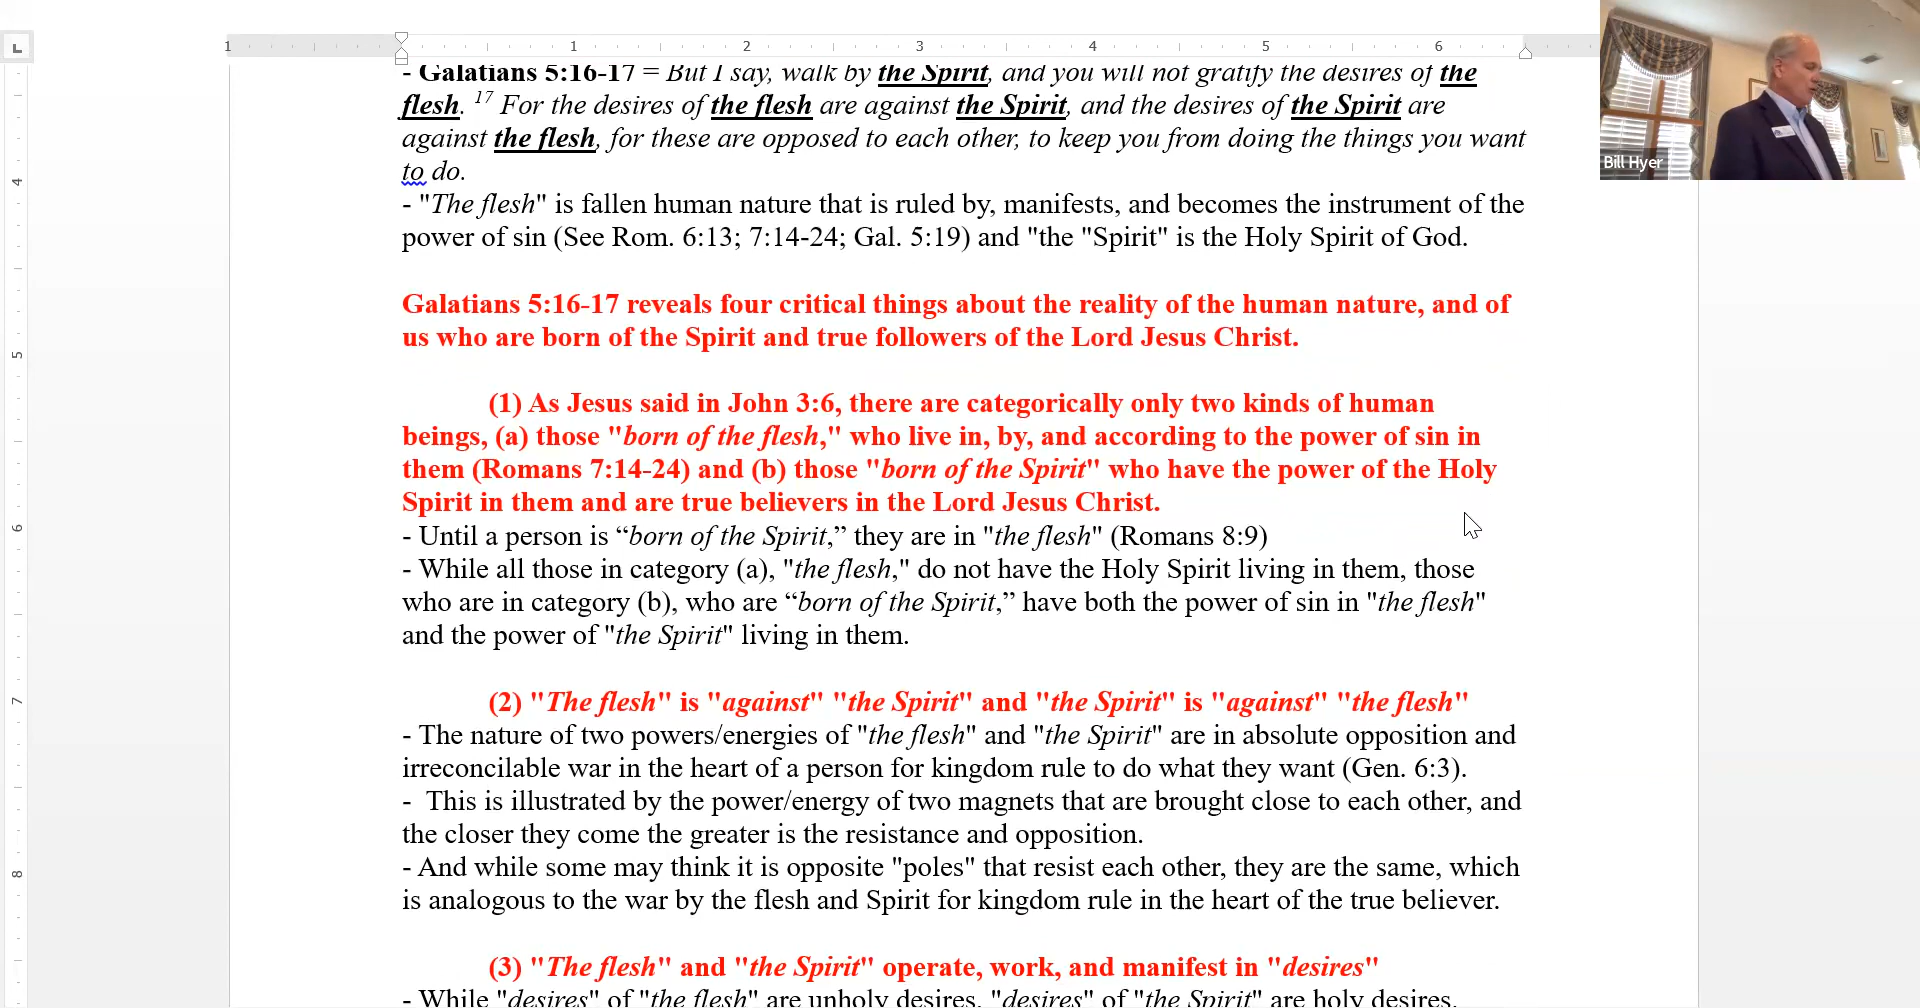 1 1 2 3 4 5 6
- Galatians 5:16-17 = But I say, walk by the Spirit, and you will not gratify the desires of the
flesh. 17 For the desires of the flesh are against the Spirit, and the desires of the Spirit are
against the flesh, for these are opposed to each other, to keep you from doing the things you want
to do.
- "The flesh" is fallen human nature that is ruled by, manifests, and becomes the instrument of the
power of sin (See Rom. 6:13; 7:14-24; Gal. 5:19) and "the "Spirit" is the Holy Spirit of God.
Galatians 5:16-17 reveals four critical things about the reality of the human nature, and of
us who are born of the Spirit and true followers of the Lord Jesus Christ.
(1) As Jesus said in John 3:6, there are categorically only two kinds of human
beings, (a) those "born of the flesh," who live in, by, and according to the power of sin in
them (Romans 7:14-24) and (b) those "born of the Spirit" who have the power of the Holy
Spirit in them and are true believers in the Lord Jesus Christ.
- Until a person is “born of the Spirit,” they are in "the flesh" (Romans 8:9)
- While all those in category (a), "the flesh," do not have the Holy Spirit living in them, those
who are in category (b), who are “born of the Spirit,” have both the power of sin in "the flesh"
and the power of "the Spirit" living in them.
(2) "The flesh" is "against" "the Spirit" and "the Spirit" is "against" "the flesh"
- The nature of two powers/energies of "the flesh" and "the Spirit" are in absolute opposition and
irreconcilable war in the heart of a person for kingdom rule to do what they want (Gen. 6:3).
-  This is illustrated by the power/energy of two magnets that are brought close to each other, and
the closer they come the greater is the resistance and opposition.
- And while some may think it is opposite "poles" that resist each other, they are the same, which
is analogous to the war by the flesh and Spirit for kingdom rule in the heart of the true believer.
(3) "The flesh" and "the Spirit" operate, work, and manifest in "desires"
- While "desires" of "the flesh" are unholy desires, "desires" of "the Spirit" are holy desires.
4
5
6
7
8
Bill Hyer